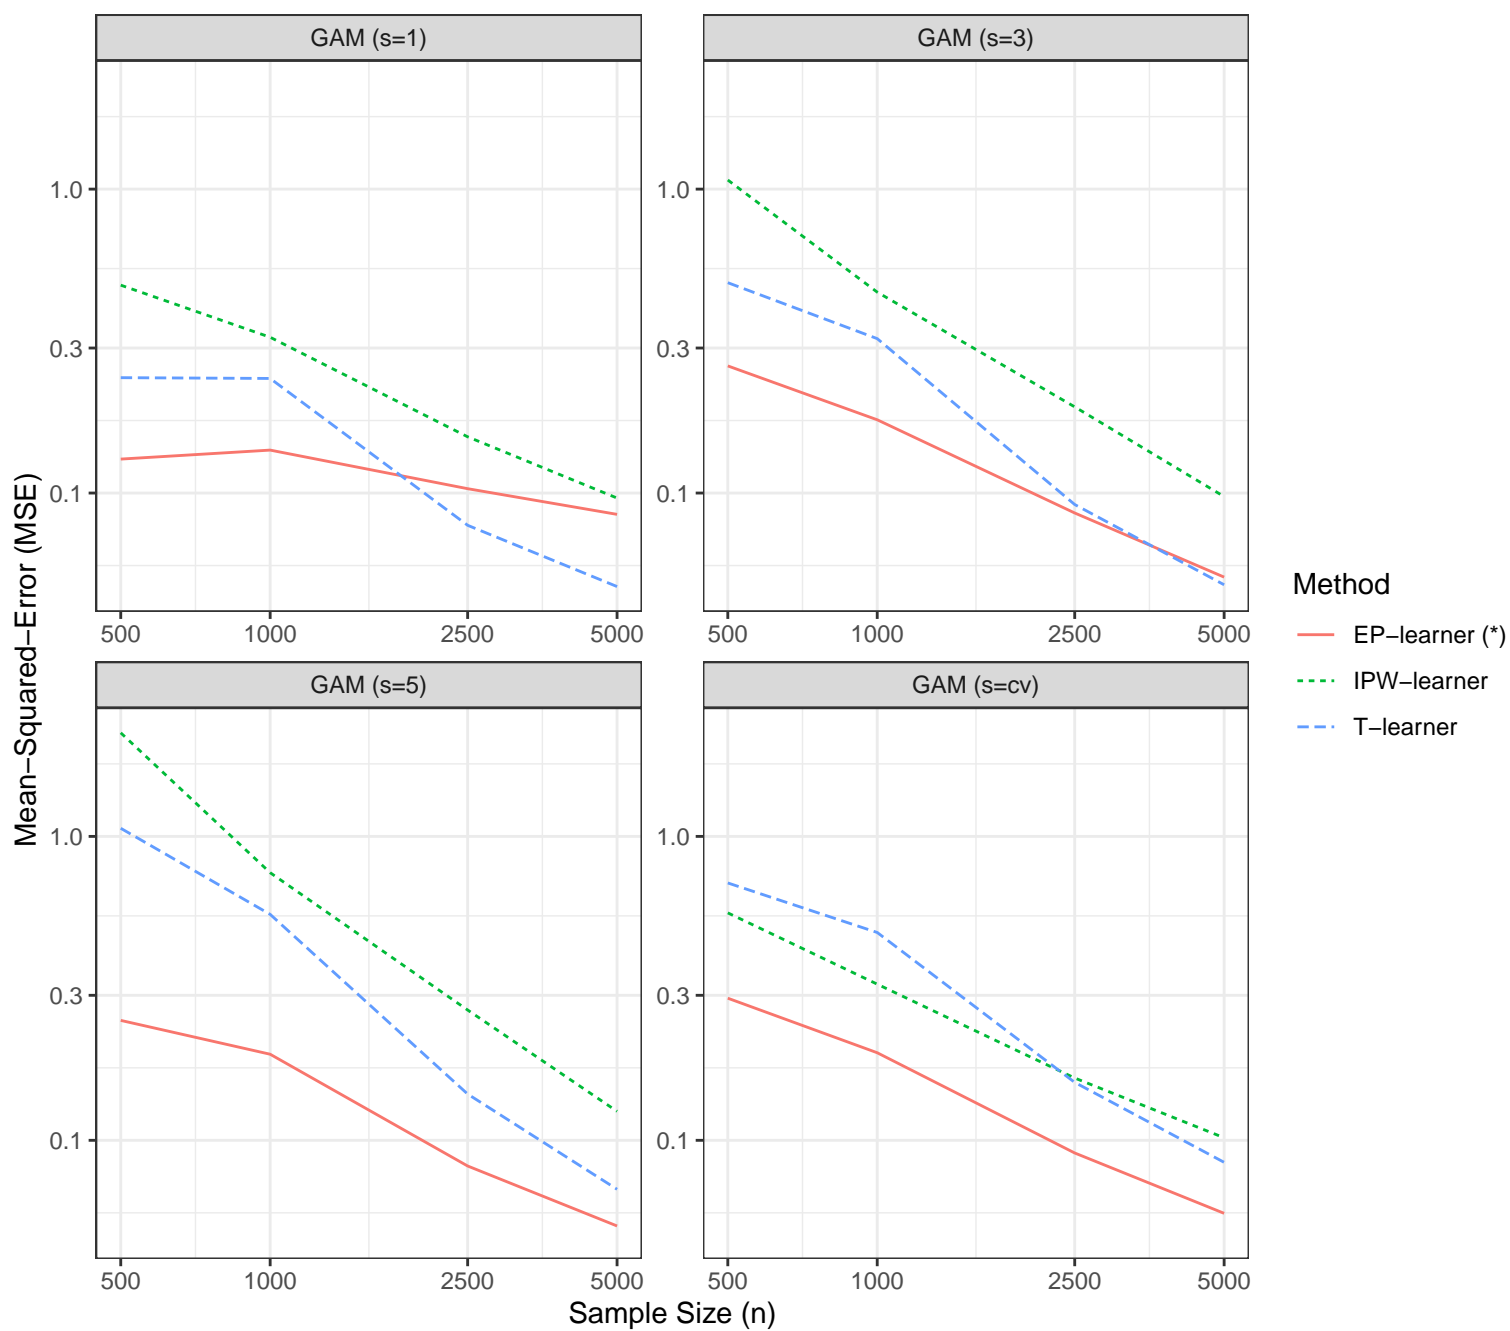 GAM (s=1)
GAM (s=3)
1.0
0.3
0.1
1.0
0.3
0.1
500
1000
2500
5000
500
1000
2500
5000
GAM (s=5)
GAM (s=cv)
1.0
0.3
0.1
1.0
0.3
0.1
500
1000
2500
5000
500
1000
2500
5000
Mean−Squared−Error (MSE)
Sample Size (n)
Method
EP−learner (*)
IPW−learner
T−learner